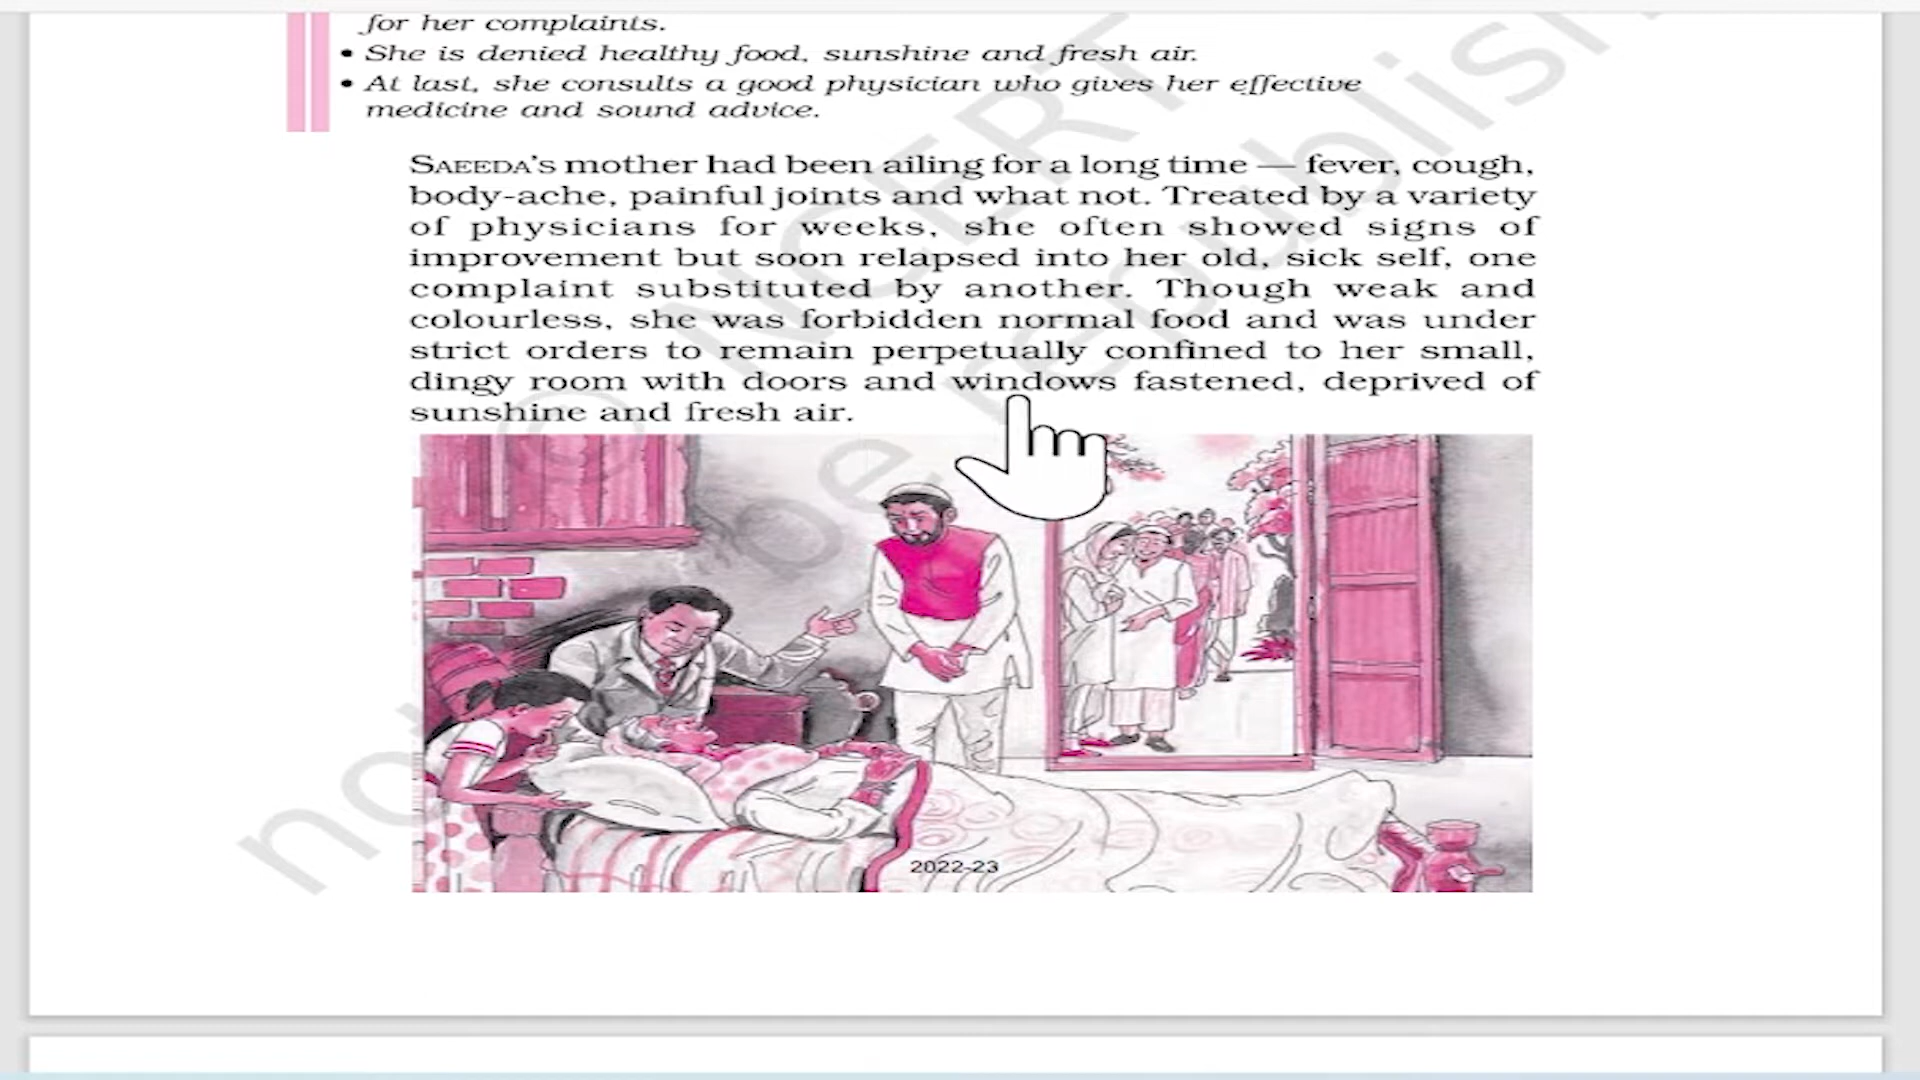 for her complaints.
• She is denied healthy food, sunshine and fresh air.
• At last, she consults a good physician who gives her effective
medicine and sound advice.
SAEEDA'S mother had been ailing for a long time — fever, cough,
body-ache, painful joints and what not. Treated by a variety
of physicians for weeks, she often showed signs of
improvement but soon relapsed into her old, sick self, one
complaint substituted by another. Though weak and
colourless, she was forbidden normal food and was under
strict orders to remain perpetually confined to her small,
dingy room with doors and windows fastened, deprived of
sunshine and fresh air.
2022-23
© NCERT
not be republish